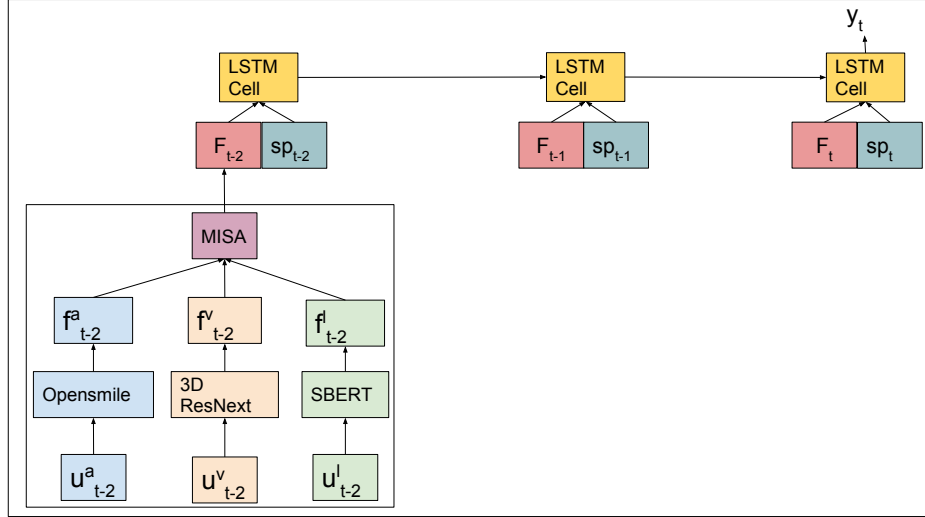 y_t
LSTM Cell
LSTM Cell
LSTM Cell
F_t-2 sp_t-2
F_t-1 sp_t-1
F_t sp_t
MISA
f^a_t-2
f^v_t-2
f^l_t-2
Opensmile
3D ResNext
SBERT
u^a_t-2
u^v_t-2
u^l_t-2